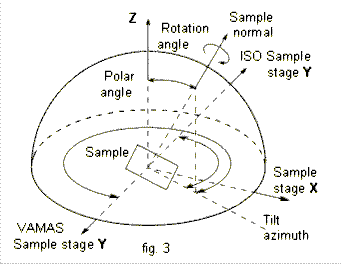 Z
Rotation
angle
Sample
normal
ISO Sample
stage Y
Polar
angle
Sample
Sample
stage X
VAMAS
Sample stage Y
Tilt
azimuth
fig. 3